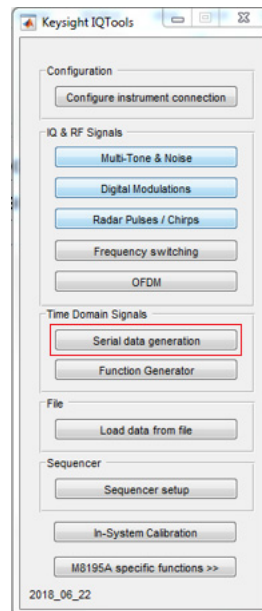 Keysight IQTools
Configuration
Configure instrument connection
IQ & RF Signals
Multi-Tone & Noise
Digital Modulations
Radar Pulses / Chirps
Frequency switching
OFDM
Time Domain Signals
Serial data generation
Function Generator
File
Load data from file
Sequencer
Sequencer setup
In-System Calibration
M8195A specific functions >>
2018_06_22